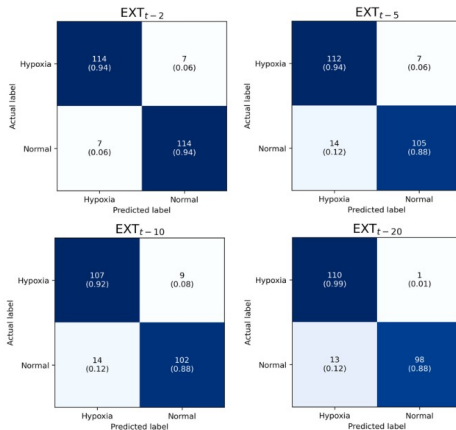 EXTt−2
Actual label
Hypoxia
114
(0.94)
7
(0.06)
Normal
7
(0.06)
114
(0.94)
Hypoxia Normal
Predicted label
EXTt−5
Actual label
Hypoxia
112
(0.94)
7
(0.06)
Normal
14
(0.12)
105
(0.88)
Hypoxia Normal
Predicted label
EXTt−10
Actual label
Hypoxia
107
(0.92)
9
(0.08)
Normal
14
(0.12)
102
(0.88)
Hypoxia Normal
Predicted label
EXTt−20
Actual label
Hypoxia
110
(0.99)
1
(0.01)
Normal
13
(0.12)
98
(0.88)
Hypoxia Normal
Predicted label